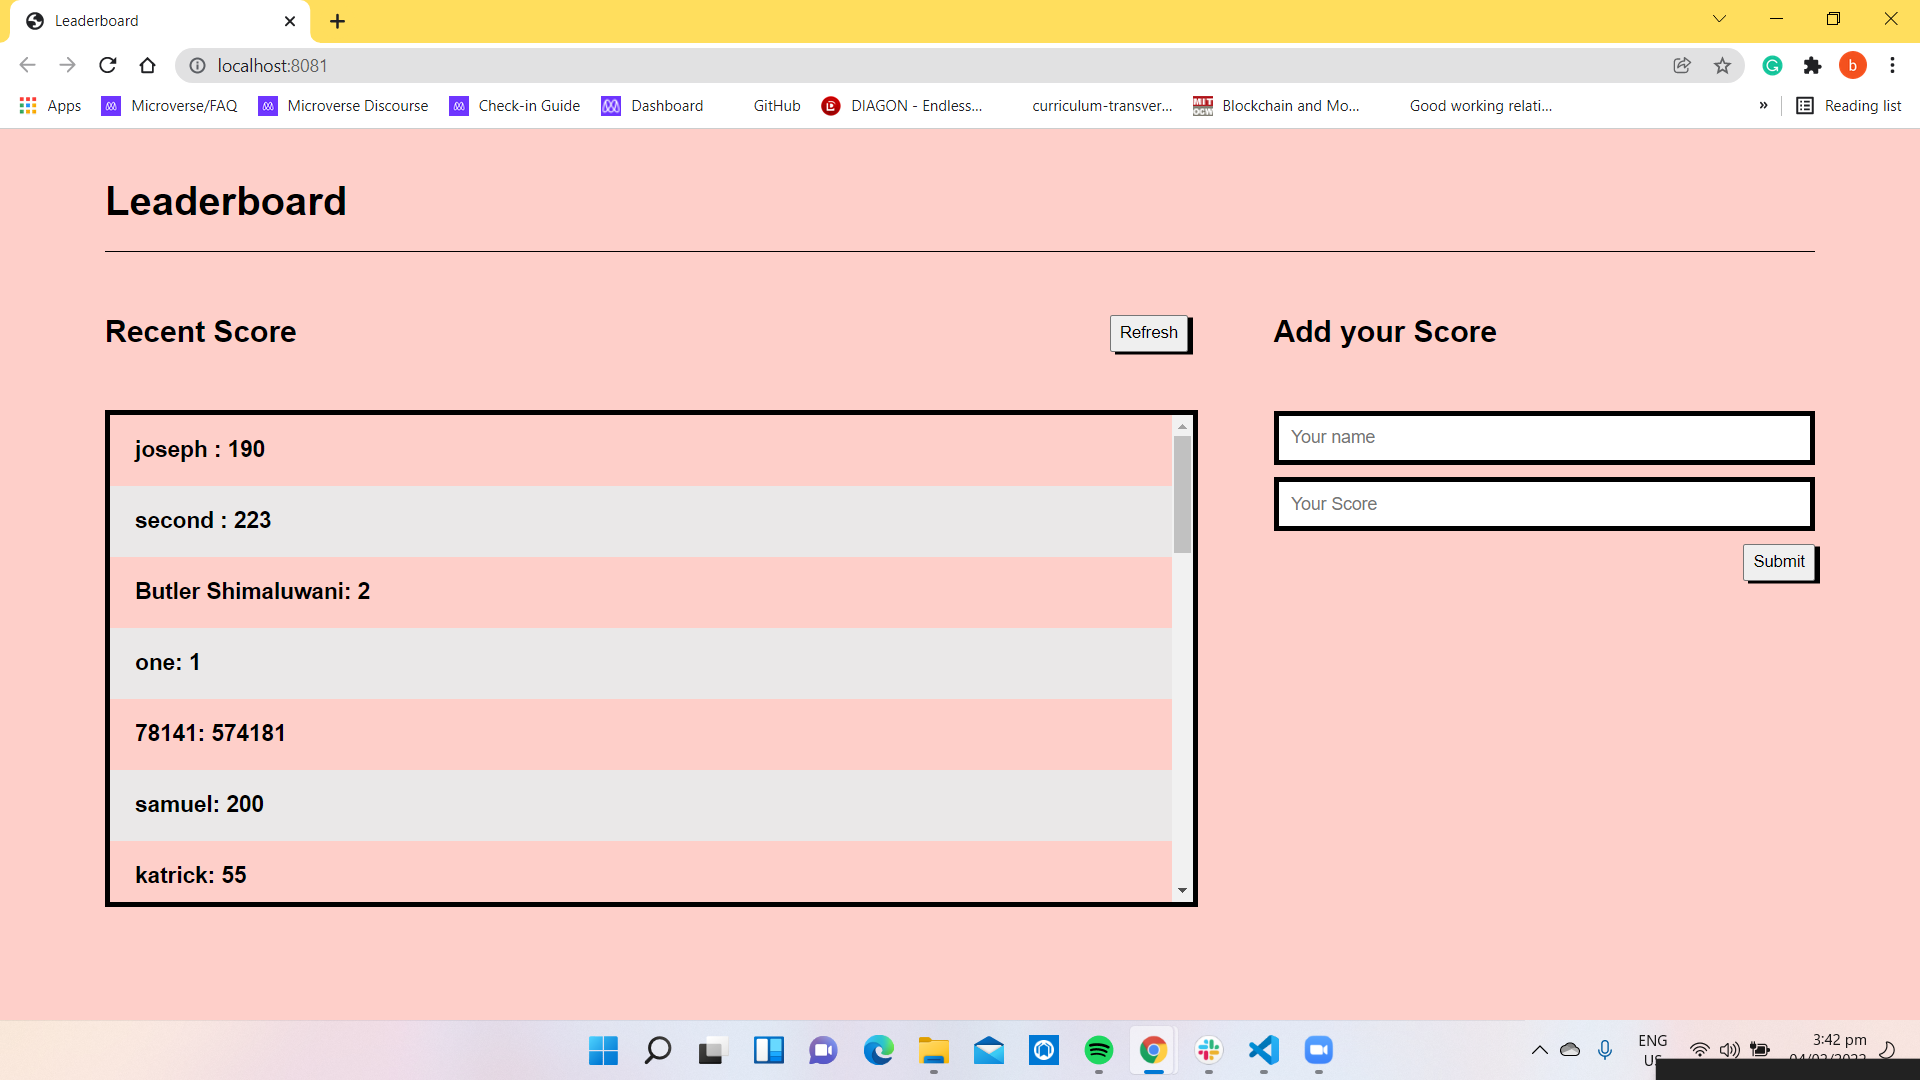 Leaderboard
localhost:8081
b
Apps
Microverse/FAQ
Microverse Discourse
Check-in Guide
Dashboard
GitHub
DIAGON - Endless...
curriculum-transver...
MIT
OCW
Blockchain and Mo...
Good working relati...
»
Reading list
Leaderboard
Recent Score
Refresh
Add your Score
joseph : 190
second : 223
Butler Shimaluwani: 2
one: 1
78141: 574181
samuel: 200
katrick: 55
Your name
Your Score
Submit
ENG
3:42 pm